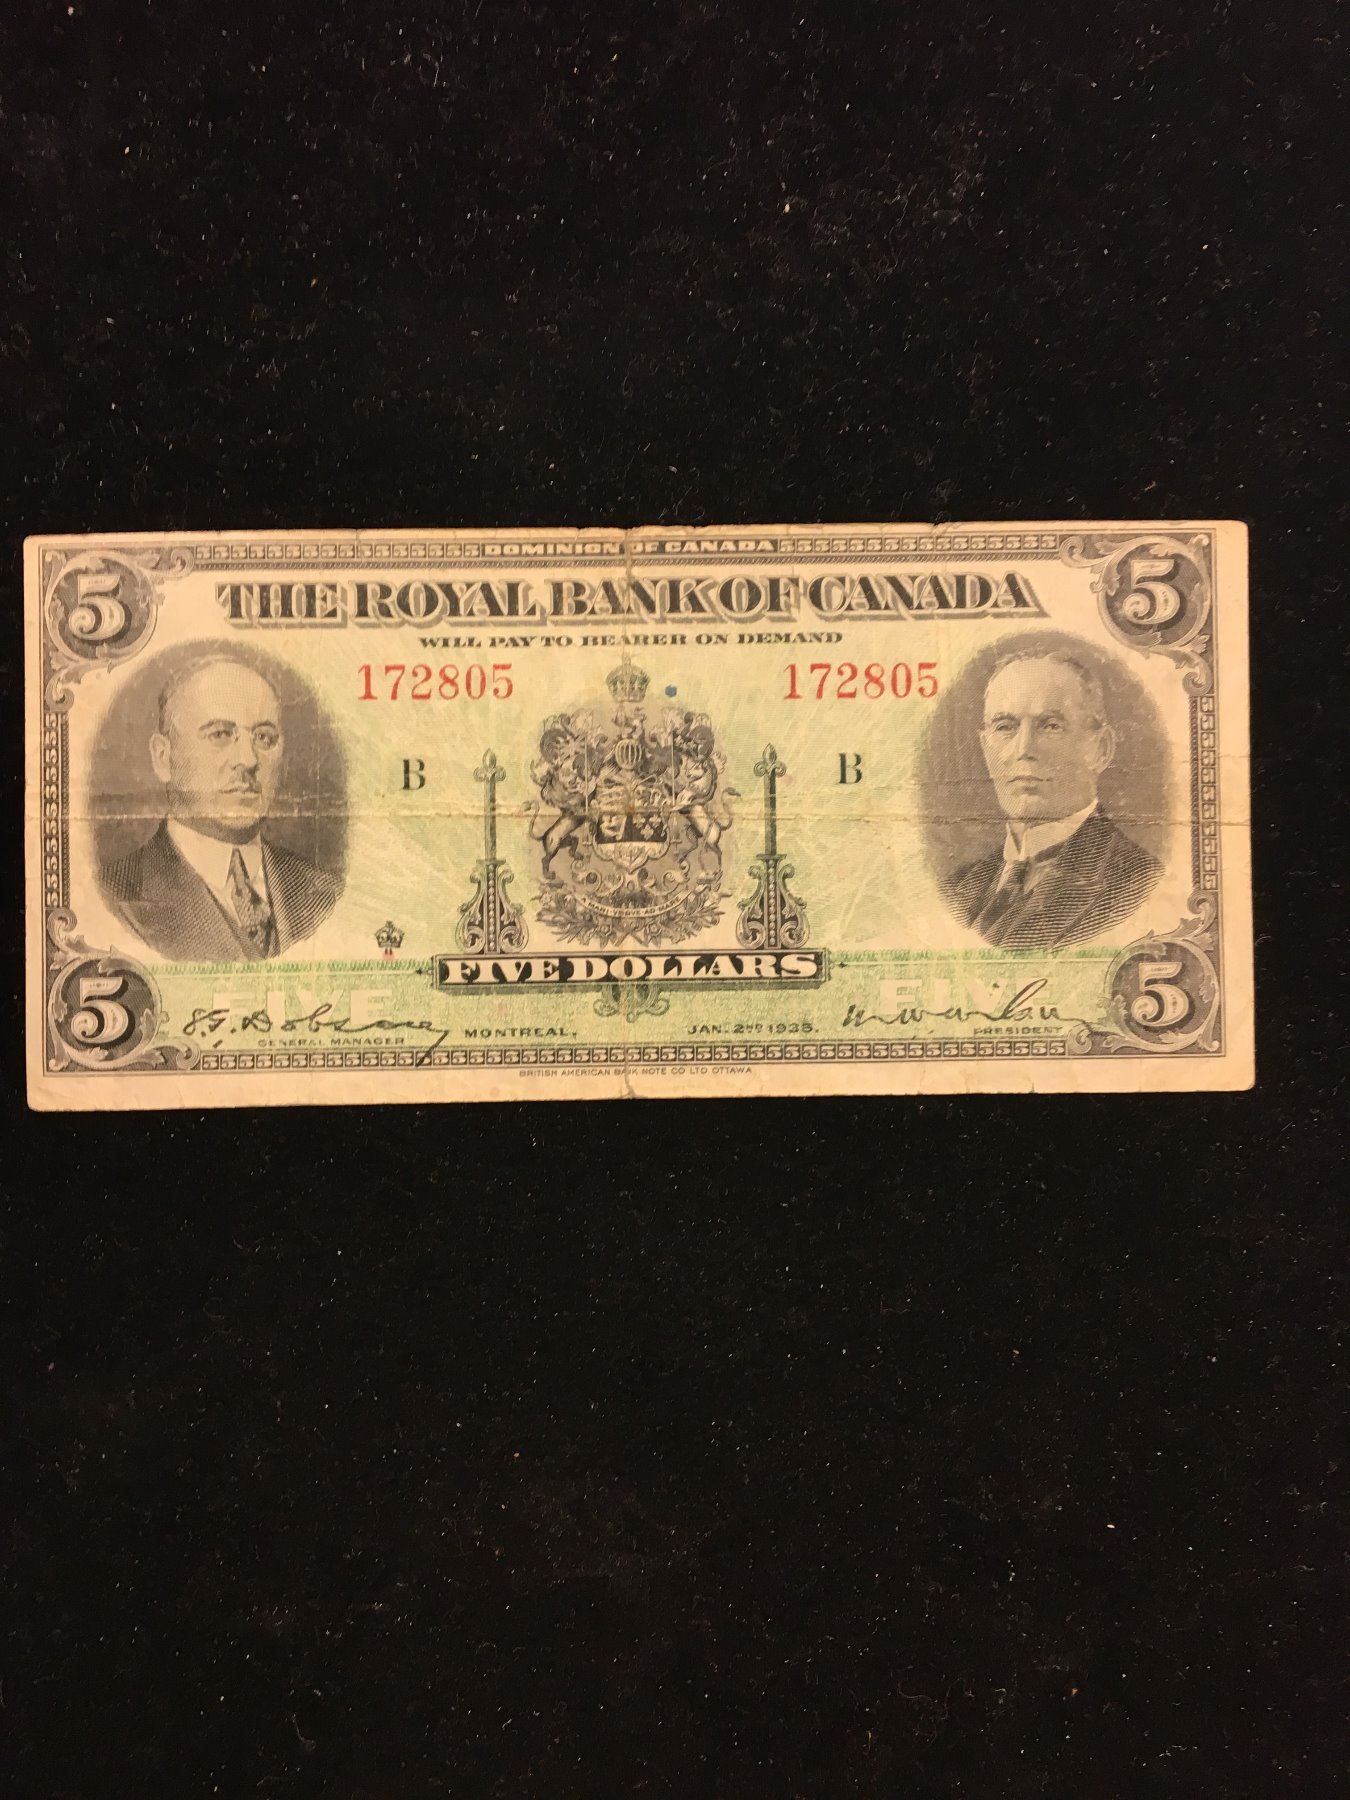 DOMINION OF CANADA
5 THE ROYAL BANK OF CANADA 5
WILL PAY TO BEARER ON DEMAND
172805 172805
B B
FIVE DOLLARS
5 FIVE FIVE 5
S.G. Dobson MONTREAL. JAN. 2ND 1935. M W Wilson
GENERAL MANAGER PRESIDENT
BRITISH AMERICAN BANK NOTE CO LTD OTTAWA